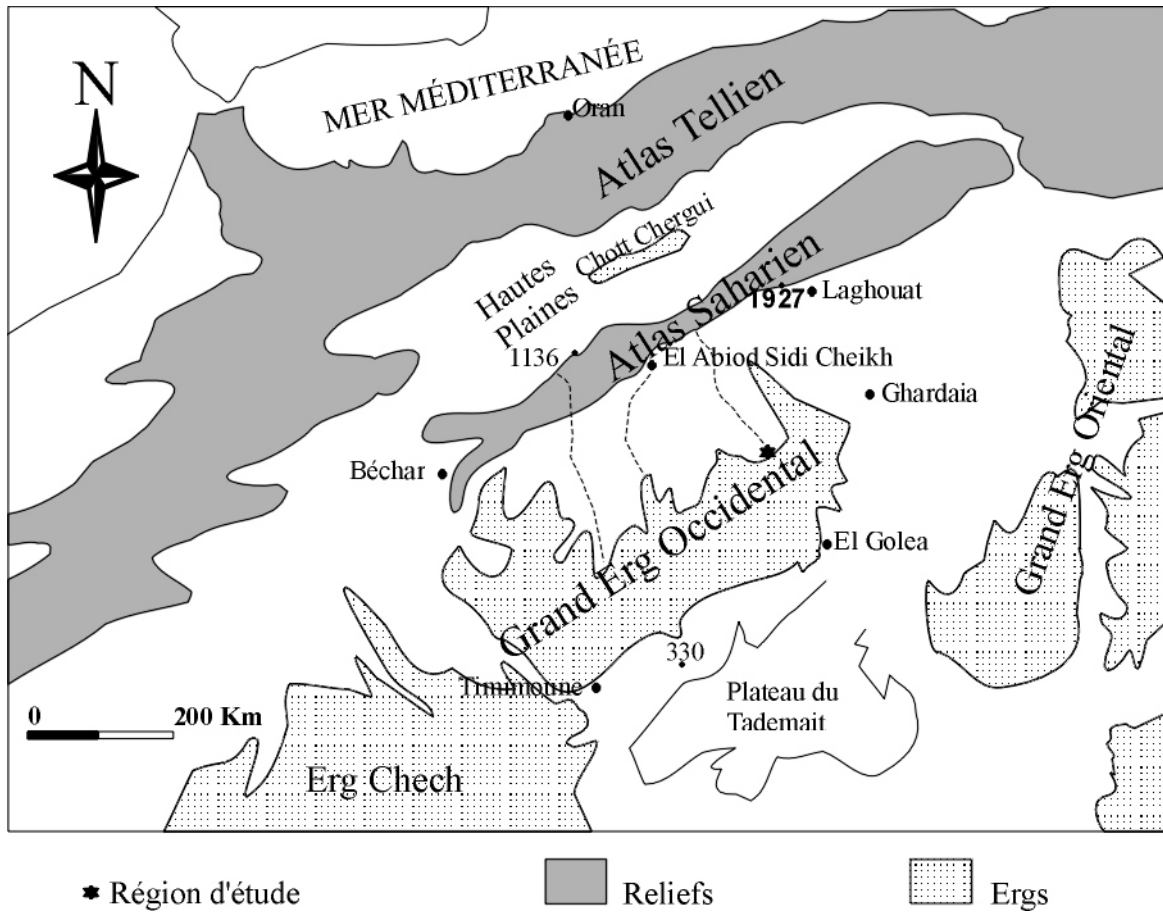 N
MER MÉDITERRANÉE
Oran
Atlas Tellien
Chott Chergui
Hautes
Plaines
Atlas Saharien
1927
Laghouat
1136
El Abiod Sidi Cheikh
Ghardaia
Grand Erg Oriental
Béchar
Grand Erg Occidental
El Golea
330
Timimoune
Plateau du
Tademait
0 200 Km
Erg Chech
Région d'étude
Reliefs
Ergs